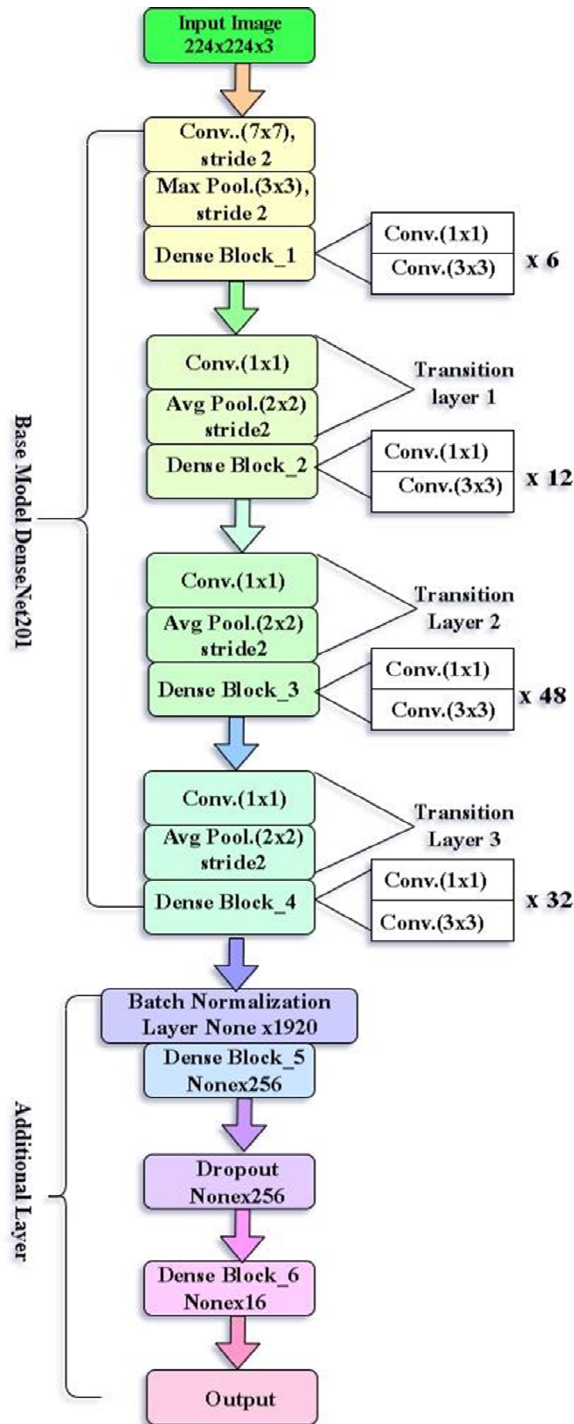 Input Image
224x224x3
Conv..(7x7),
stride 2
Max Pool.(3x3),
stride 2
Dense Block_1
Conv.(1x1)
Conv.(3x3)
x 6
Conv.(1x1)
Avg Pool.(2x2)
stride2
Transition
layer 1
Dense Block_2
Conv.(1x1)
Conv.(3x3)
x 12
Base Model DenseNet201
Conv.(1x1)
Avg Pool.(2x2)
stride2
Transition
Layer 2
Dense Block_3
Conv.(1x1)
Conv.(3x3)
x 48
Conv.(1x1)
Avg Pool.(2x2)
stride2
Transition
Layer 3
Dense Block_4
Conv.(1x1)
Conv.(3x3)
x 32
Batch Normalization
Layer None x1920
Dense Block_5
Nonex256
Additional Layer
Dropout
Nonex256
Dense Block_6
Nonex16
Output